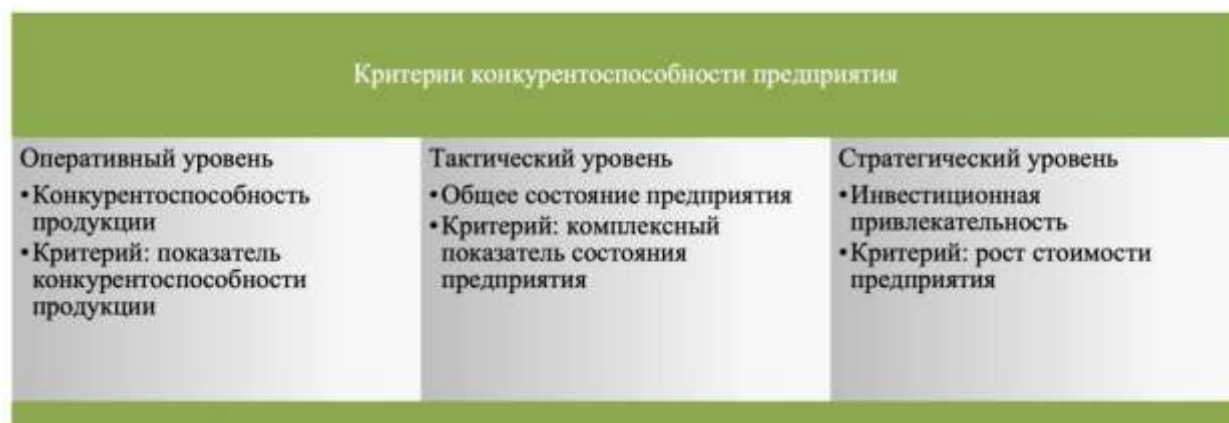 Критерии конкурентоспособности предприятия
Оперативный уровень
•Конкурентоспособность
продукции
•Критерий: показатель
конкурентоспособности
продукции
Тактический уровень
•Общее состояние предприятия
•Критерий: комплексный
показатель состояния
предприятия
Стратегический уровень
•Инвестиционная
привлекательность
•Критерий: рост стоимости
предприятия